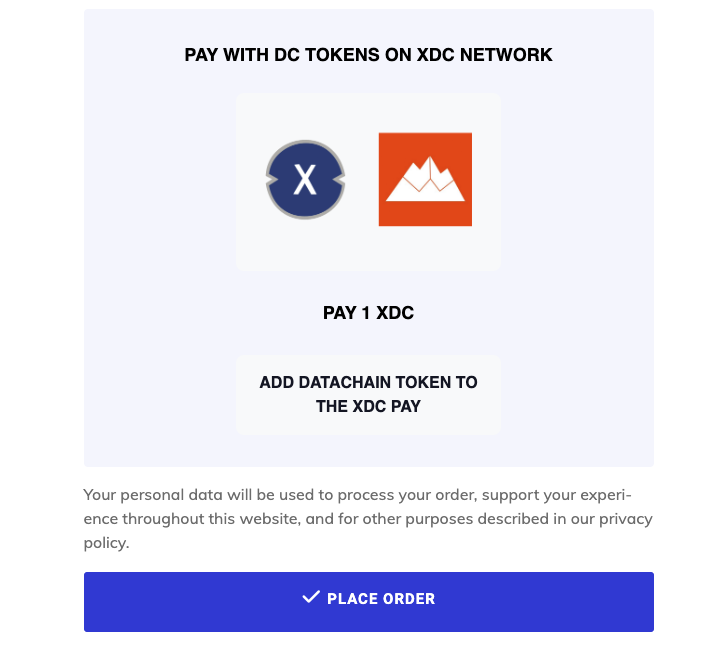 PAY WITH DC TOKENS ON XDC NETWORK
X
PAY 1 XDC
ADD DATACHAIN TOKEN TO
THE XDC PAY
Your personal data will be used to process your order, support your experi-
ence throughout this website, and for other purposes described in our privacy
policy.
PLACE ORDER